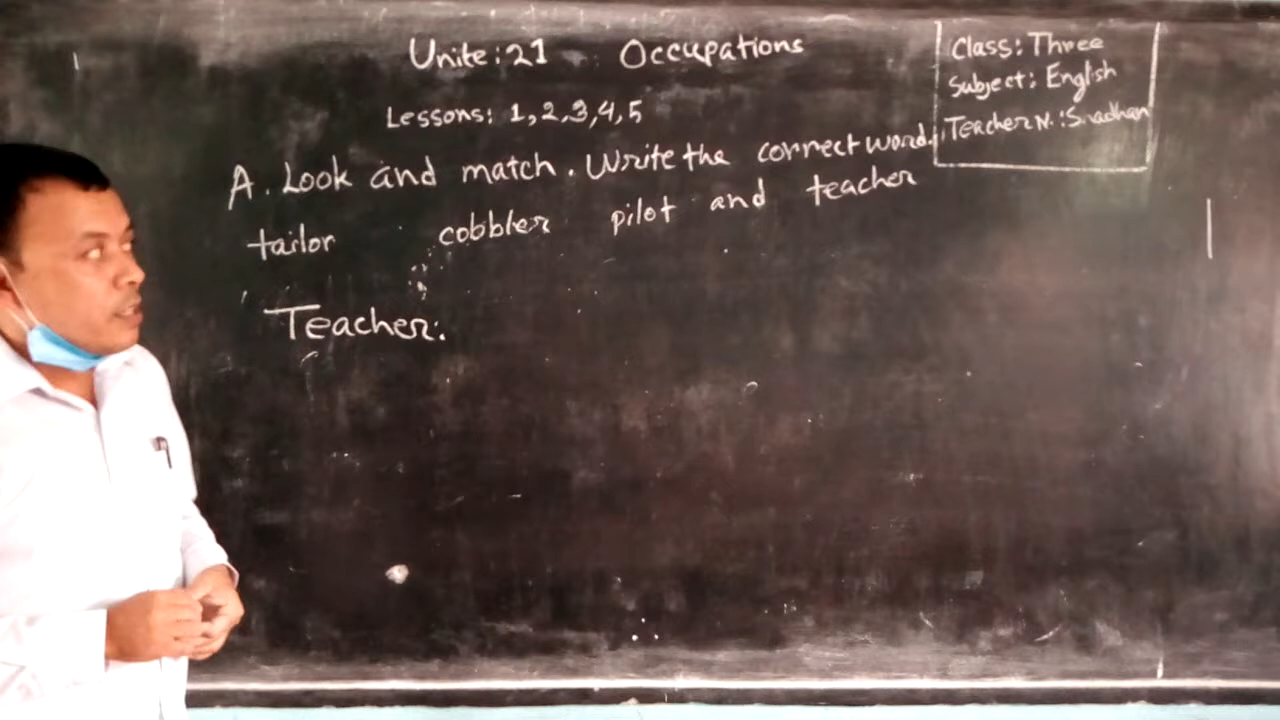 Unite: 21 Occupations
Class: Three
Subject: English
Teacher N. :
Lessons: 1, 2, 3, 4, 5
A. Look and match. Write the correct word.
tailor cobbler pilot and teacher
Teacher: